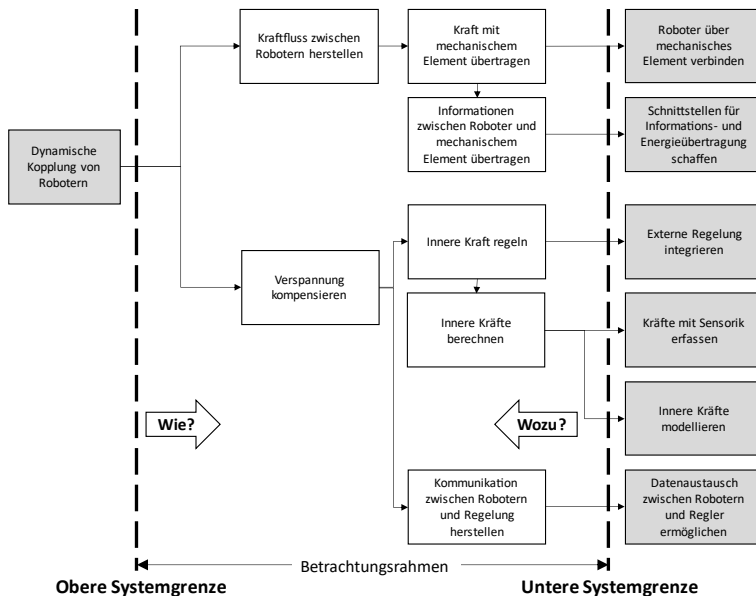 Kraftfluss zwischen
Robotern herstellen
Kraft mit
mechanischem
Element übertragen
Roboter über
mechanisches
Element verbinden
Informationen
zwischen Roboter und
mechanischem
Element übertragen
Schnittstellen für
Informations- und
Energieübertragung
schaffen
Dynamische
Kopplung von
Robotern
Innere Kraft regeln
Externe Regelung
integrieren
Verspannung
kompensieren
Innere Kräfte
berechnen
Kräfte mit Sensorik
erfassen
Wie?
Wozu?
Innere Kräfte
modellieren
Kommunikation
zwischen Robotern
und Regelung
herstellen
Datenaustausch
zwischen Robotern
und Regler
ermöglichen
Betrachtungsrahmen
Obere Systemgrenze
Untere Systemgrenze